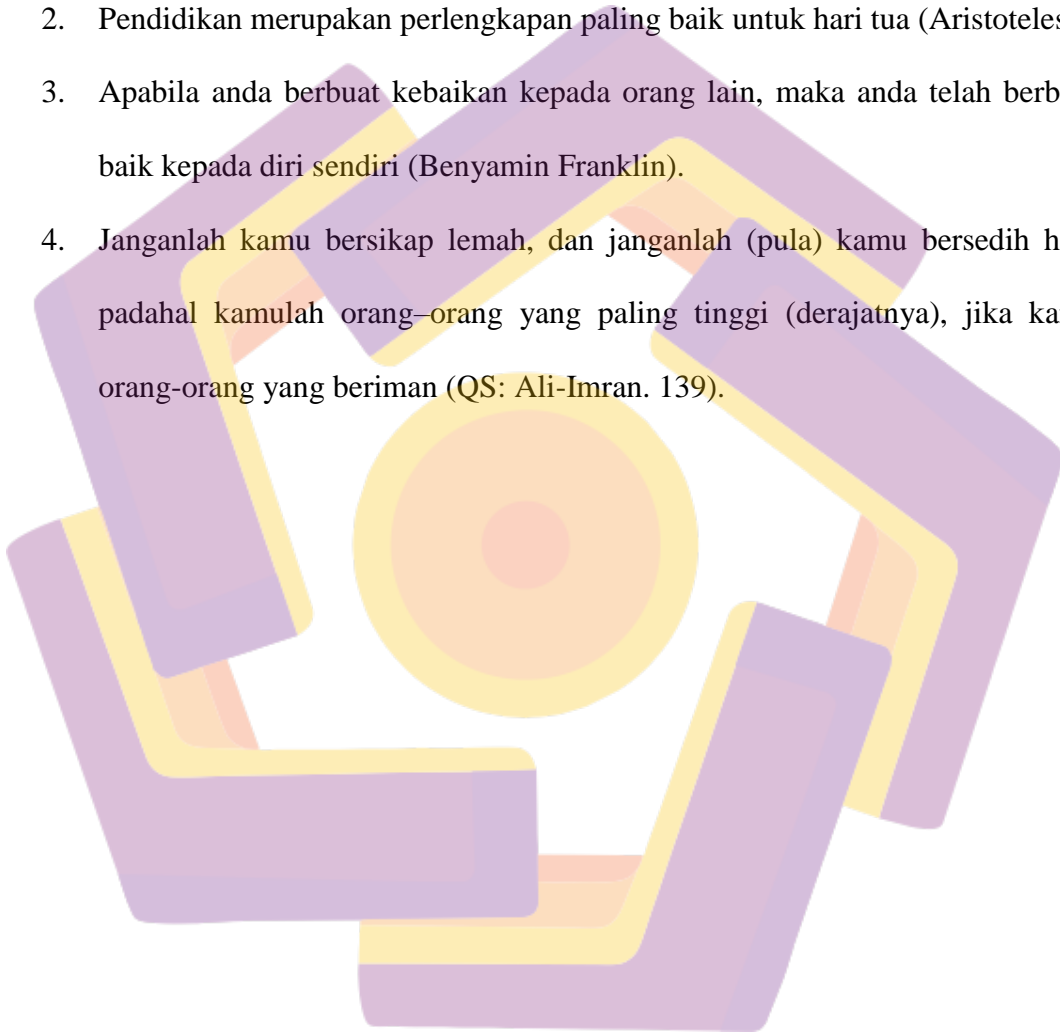 2. Pendidikan merupakan perlengkapan paling baik untuk hari tua (Aristoteles
3. Apabila anda berbuat kebaikan kepada orang lain, maka anda telah berb
baik kepada diri sendiri (Benyamin Franklin).
4. Janganlah kamu bersikap lemah, dan janganlah (pula) kamu bersedih h
padahal kamulah orang–orang yang paling tinggi (derajatnya), jika ka
orang-orang yang beriman (QS: Ali-Imran. 139).